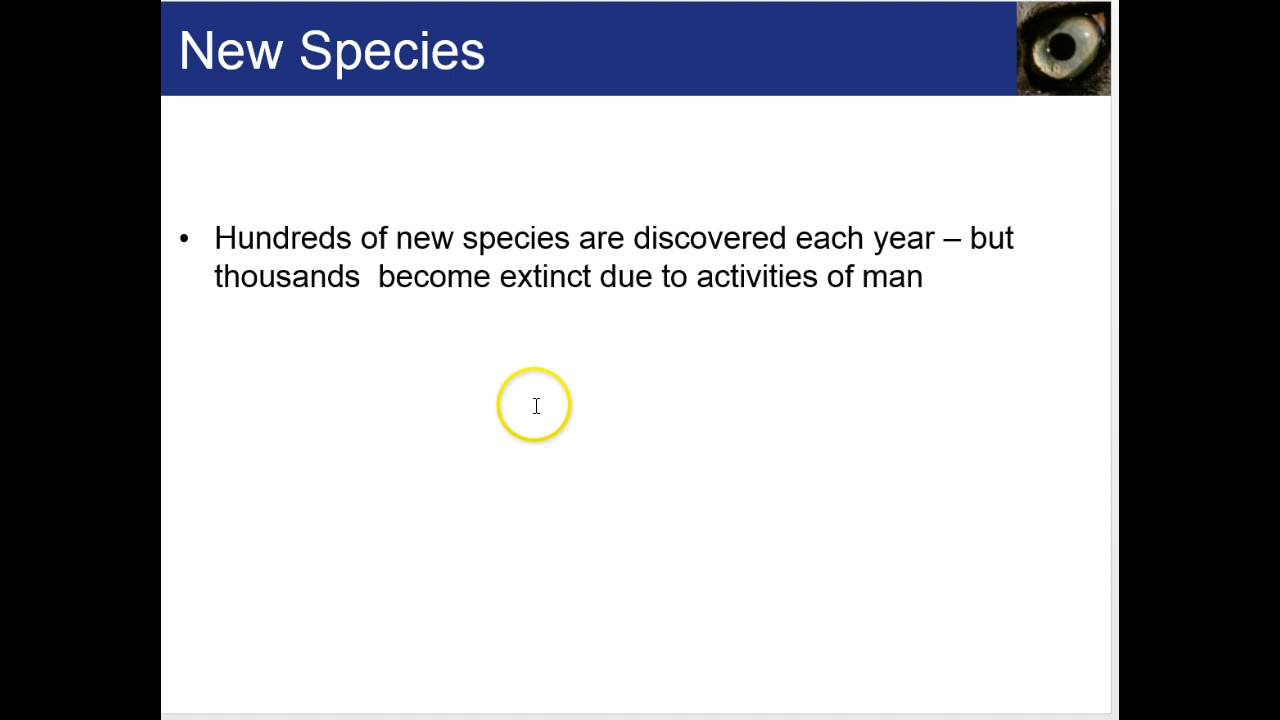 New Species
• Hundreds of new species are discovered each year – but
thousands  become extinct due to activities of man